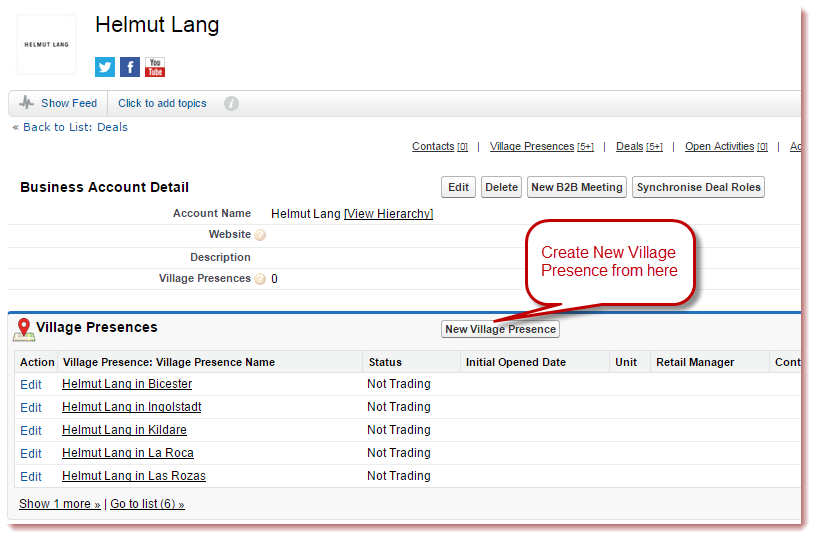 Helmut Lang
HELMUT LANG
You
Tube
Show Feed Click to add topics i
« Back to List: Deals
Contacts [0] | Village Presences [5+] | Deals [5+] | Open Activities [0] | Ac
Business Account Detail Edit Delete New B2B Meeting Synchronise Deal Roles
Account Name Helmut Lang [View Hierarchy]
Website ?
Description
Village Presences ? 0
Create New Village
Presence from here
Village Presences New Village Presence
Action Village Presence: Village Presence Name Status Initial Opened Date Unit Retail Manager Cont
Edit Helmut Lang in Bicester Not Trading
Edit Helmut Lang in Ingolstadt Not Trading
Edit Helmut Lang in Kildare Not Trading
Edit Helmut Lang in La Roca Not Trading
Edit Helmut Lang in Las Rozas Not Trading
Show 1 more » | Go to list (6) »